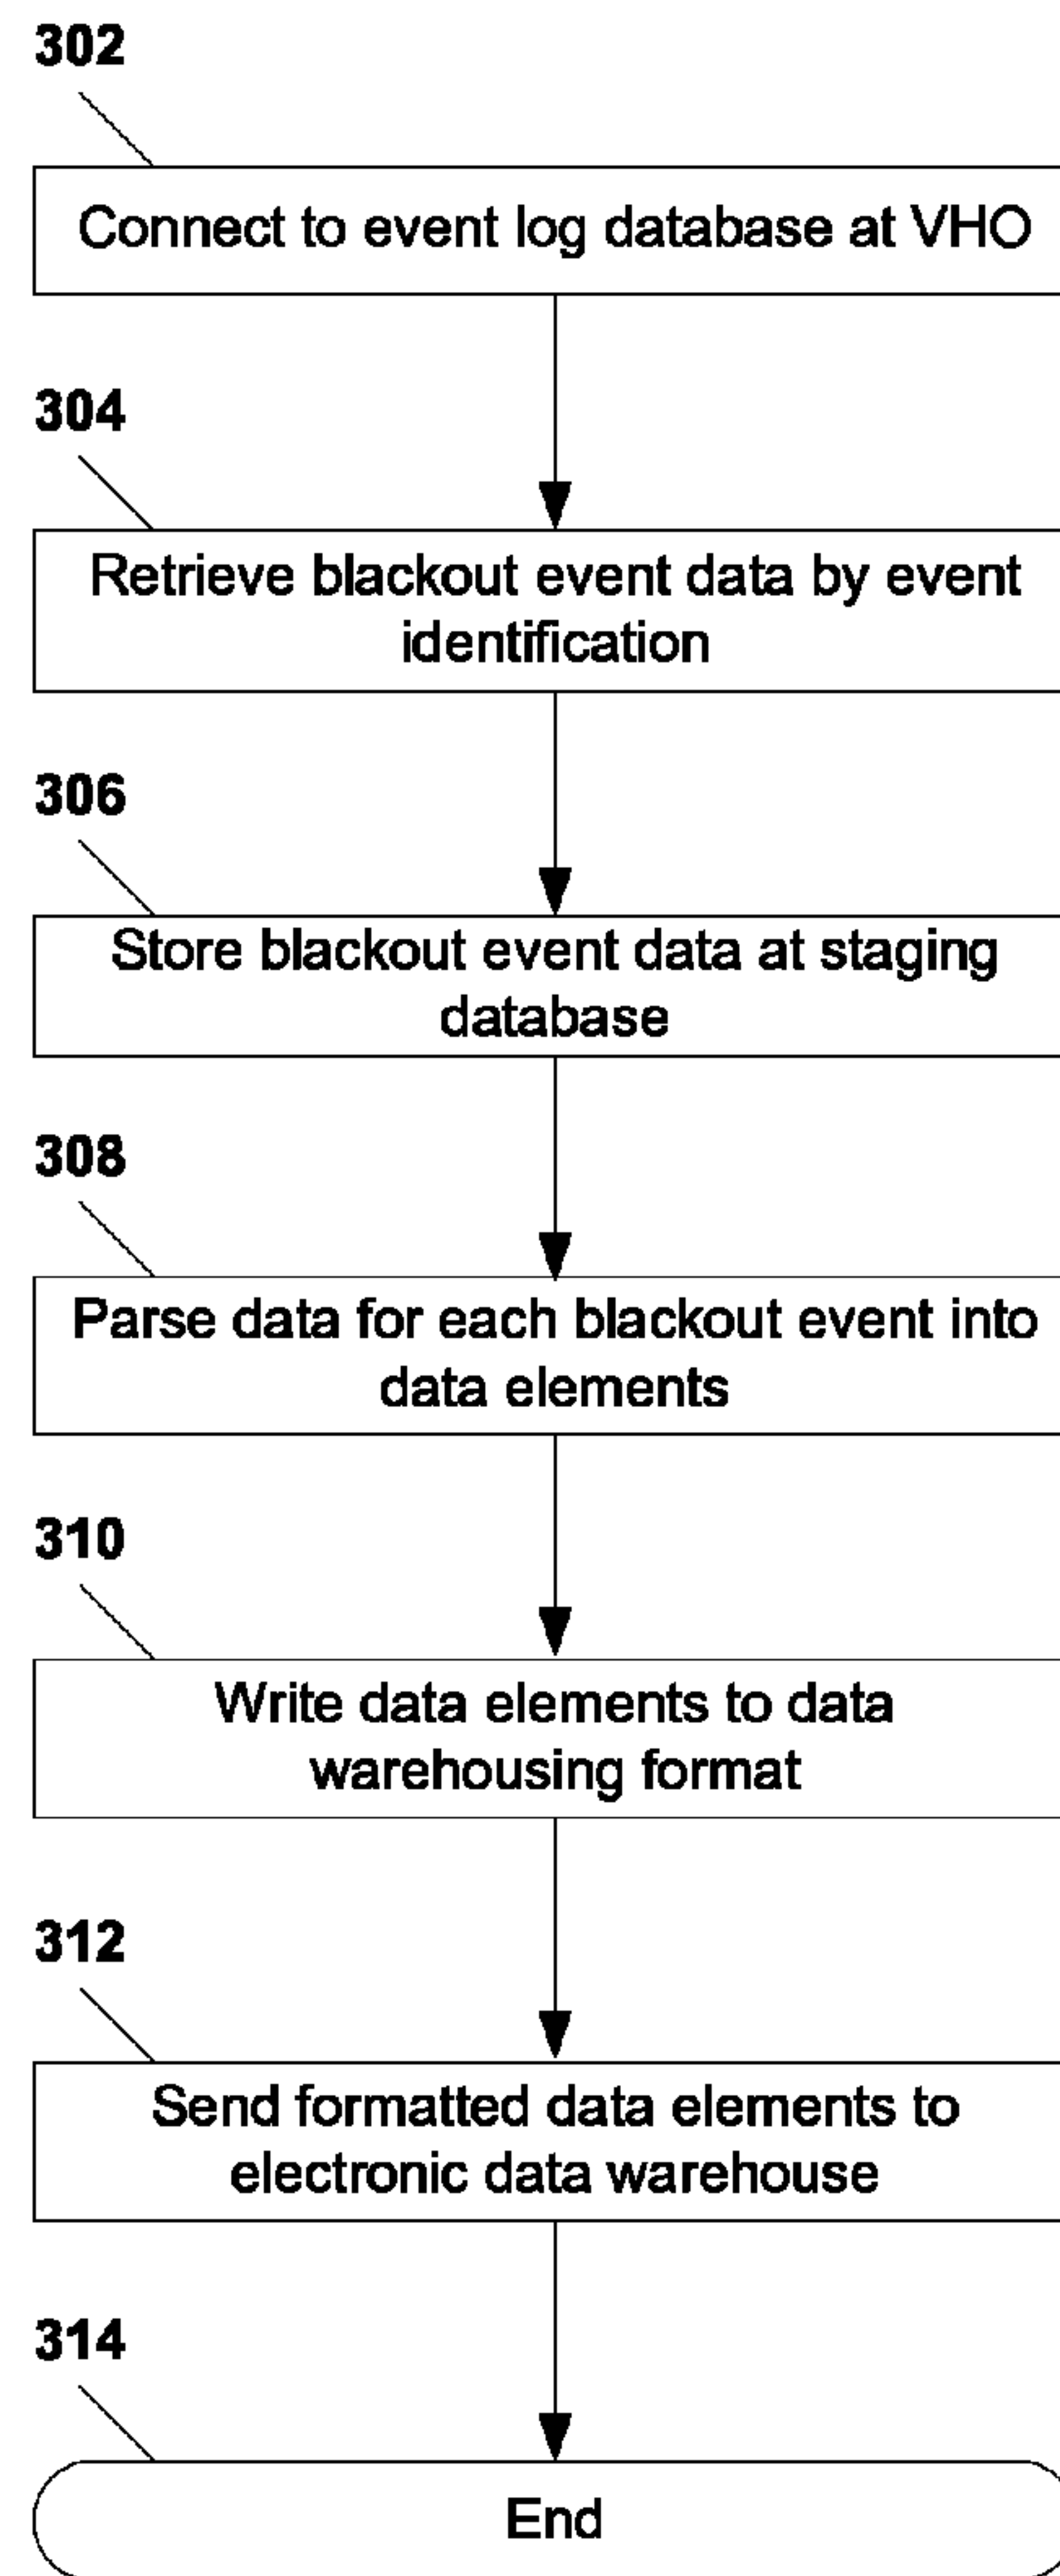 302
Connect to event log database at VHO
304
Retrieve blackout event data by event
identification
306
Store blackout event data at staging
database
308
Parse data for each blackout event into
data elements
310
Write data elements to data
warehousing format
312
Send formatted data elements to
electronic data warehouse
314
End